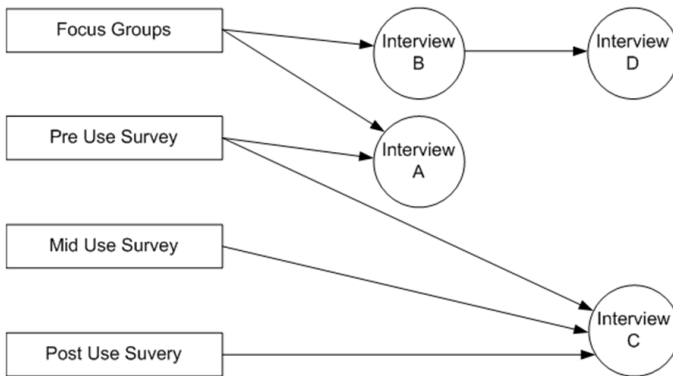 Focus Groups
Interview
B
Interview
D
Pre Use Survey
Interview
A
Mid Use Survey
Interview
C
Post Use Suvery